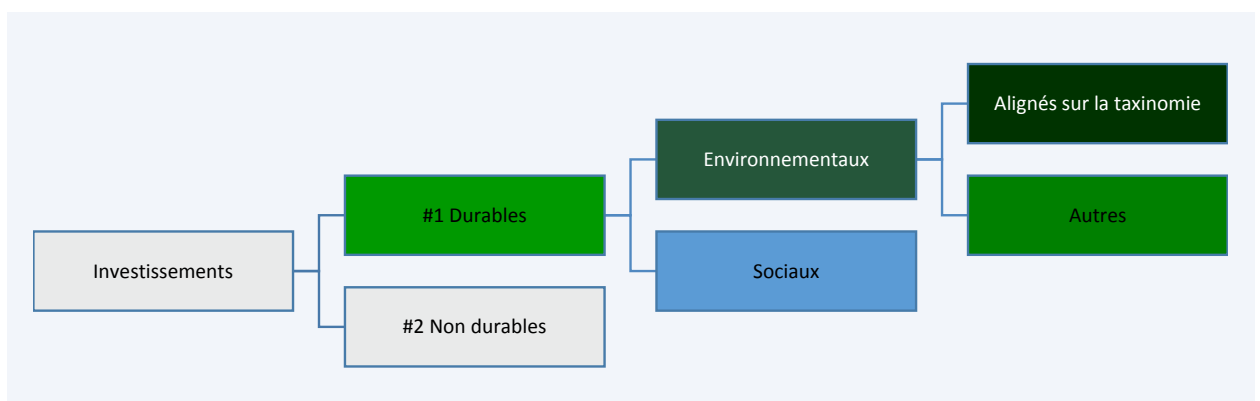 Investissements
#1 Durables
#2 Non durables
Environnementaux
Sociaux
Alignés sur la taxinomie
Autres